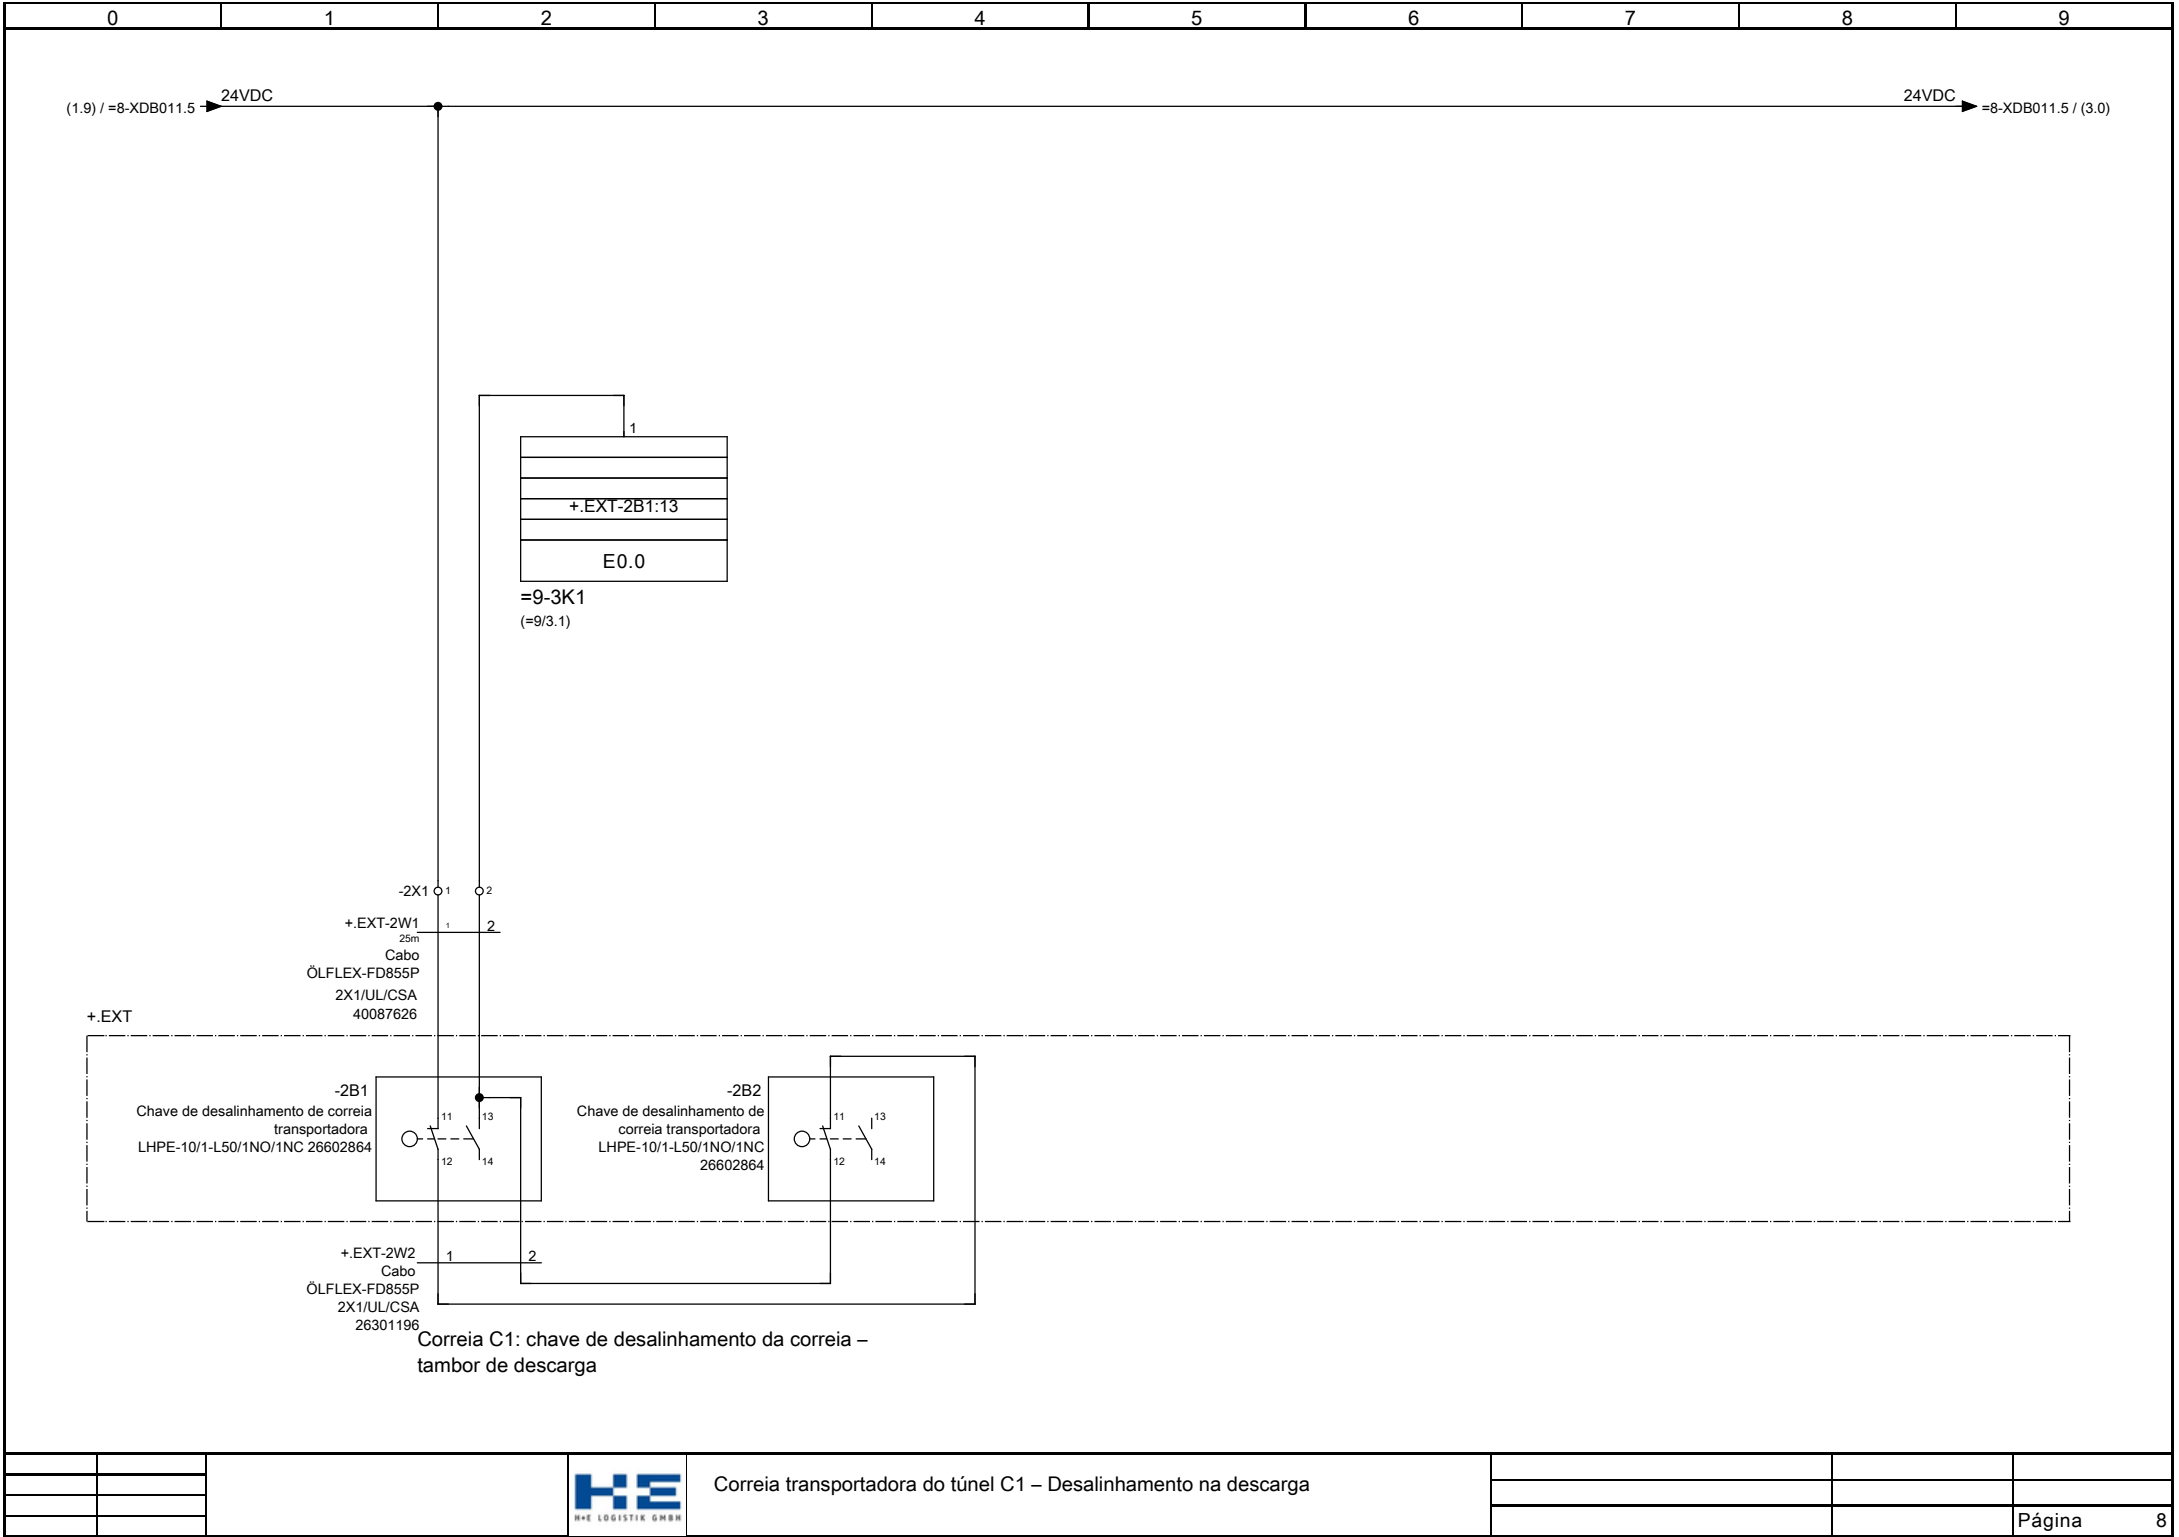 0 1 2 3 4 5 6 7 8 9
24VDC
(1.9) / =8-XDB011.5
24VDC
=8-XDB011.5 / (3.0)
1
+.EXT-2B1:13
E0.0
=9-3K1
(=9/3.1)
-2X1 1 2
+.EXT-2W1 1 2
25m
Cabo
ÖLFLEX-FD855P
2X1/UL/CSA
40087626
+.EXT
-2B1
Chave de desalinhamento de correia
transportadora
LHPE-10/1-L50/1NO/1NC 26602864
11 13
12 14
-2B2
Chave de desalinhamento de
correia transportadora
LHPE-10/1-L50/1NO/1NC
26602864
11 13
12 14
+.EXT-2W2 1 2
Cabo
ÖLFLEX-FD855P
2X1/UL/CSA
26301196
Correia C1: chave de desalinhamento da correia –
tambor de descarga
HE
H+E LOGISTIK GMBH
Correia transportadora do túnel C1 – Desalinhamento na descarga
Página 8